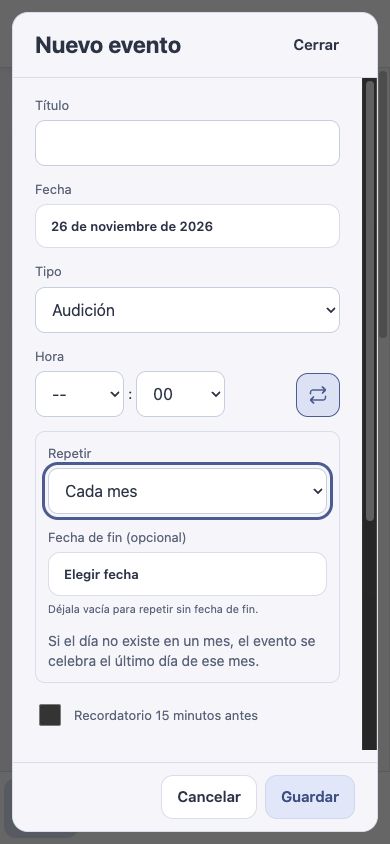 Nuevo evento
Cerrar
Título
Fecha
26 de noviembre de 2026
Tipo
Audición
Hora
-- : 00
Repetir
Cada mes
Fecha de fin (opcional)
Elegir fecha
Déjala vacía para repetir sin fecha de fin.
Si el día no existe en un mes, el evento se
celebra el último día de ese mes.
Recordatorio 15 minutos antes
Cancelar
Guardar